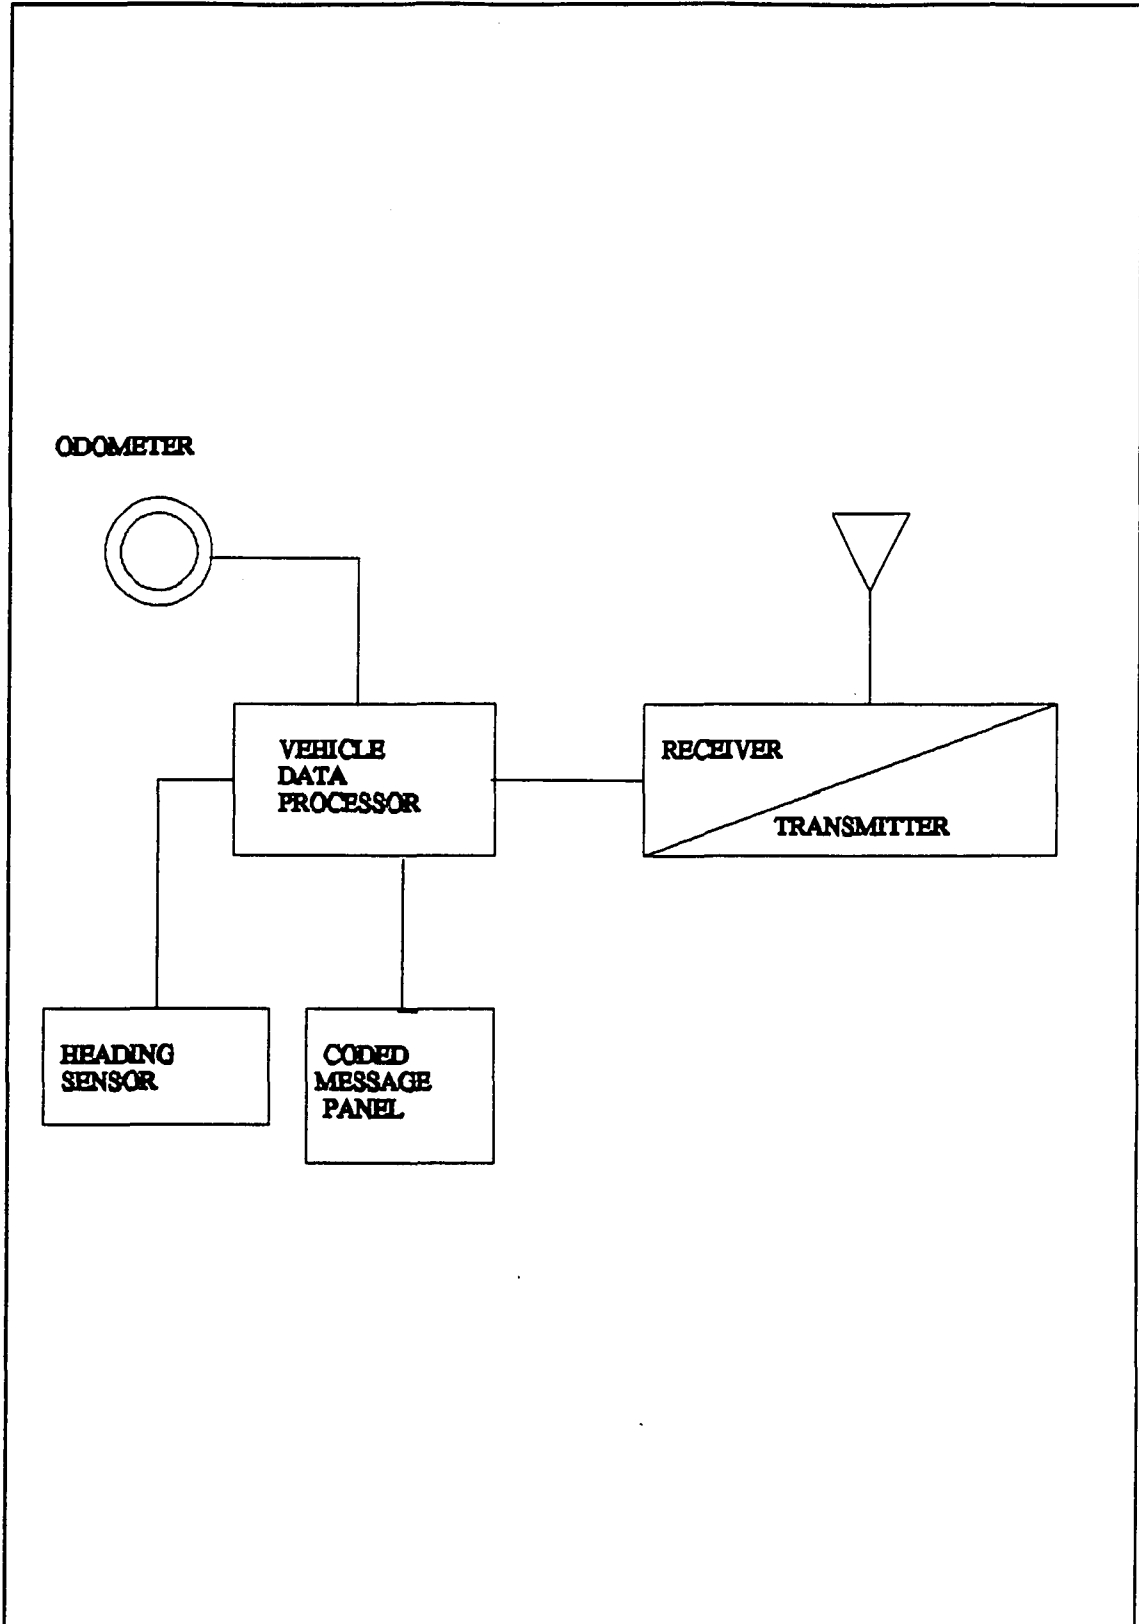 ODOMETER
VEHICLE
DATA
PROCESSOR
RECEIVER
TRANSMITTER
HEADING
SENSOR
CODED
MESSAGE
PANEL